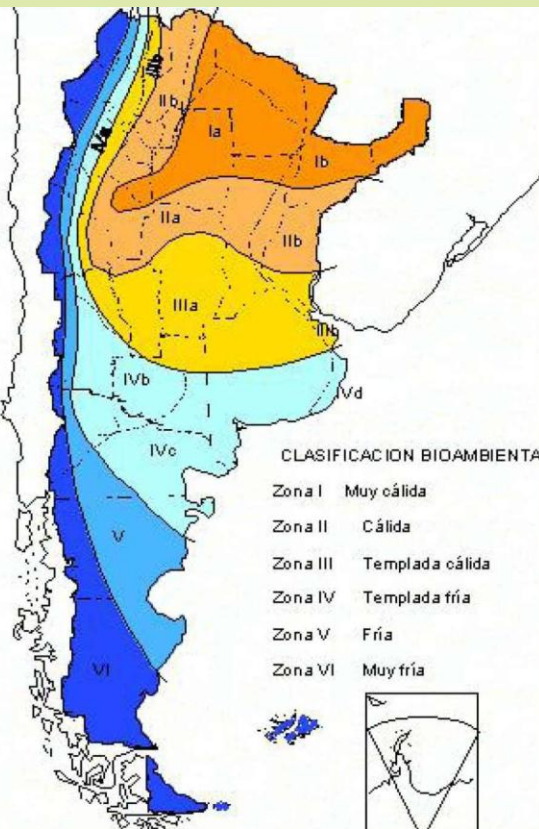 IIIb
IIb
IVa
Ia
Ib
IIa
IIb
IIIa
IIIb
IVb
IVd
IVc
CLASIFICACION BIOAMBIENTA
Zona I Muy cálida
Zona II Cálida
Zona III Templada cálida
Zona IV Templada fría
Zona V Fría
Zona VI Muy fría
V
VI